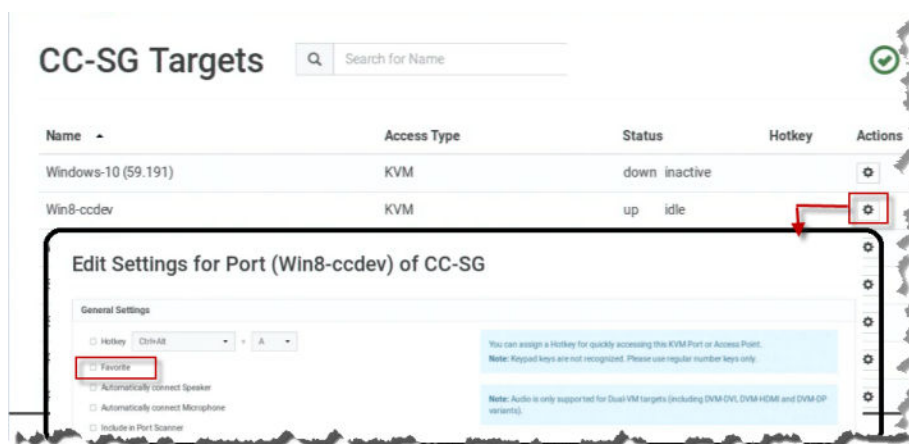 CC-SG Targets
Search for Name
Name Access Type Status Hotkey Actions
Windows-10 (59.191) KVM down inactive
Win8-ccdev KVM up idle
Edit Settings for Port (Win8-ccdev) of CC-SG
General Settings
Hotkey Ctrl+Alt + A
You can assign a Hotkey for quickly accessing this KVM Port or Access Point.
Note: Keypad keys are not recognized. Please use regular number keys only.
Favorite
Automatically connect Speaker
Automatically connect Microphone
Note: Audio is only supported for Dual-VM targets (including DVM-DVI, DVM-HDMI and DVM-DP
variants).
Include in Port Scanner